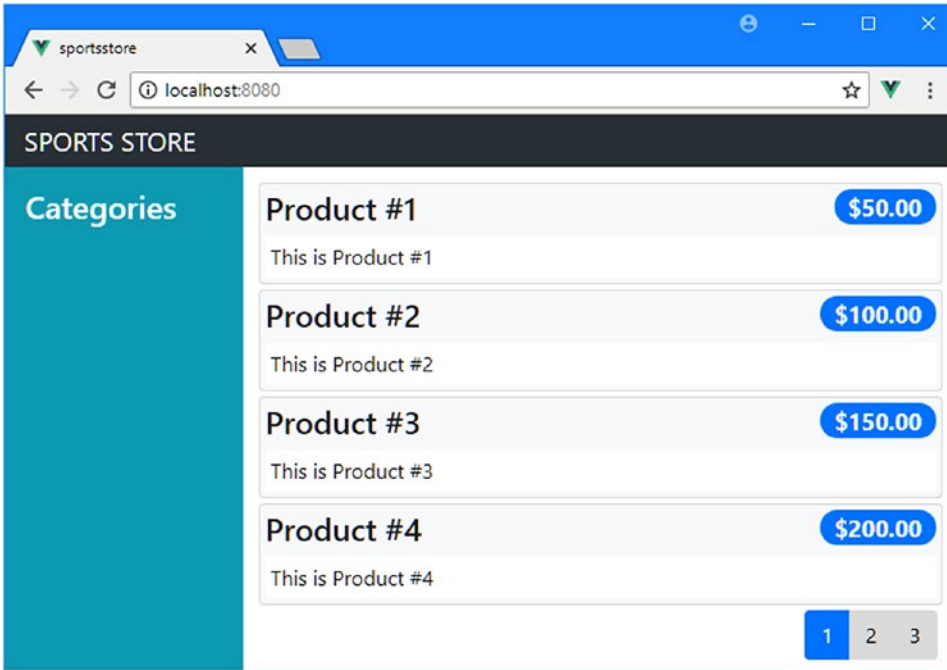 sportsstore
localhost:8080
SPORTS STORE
Categories
Product #1 $50.00
This is Product #1
Product #2 $100.00
This is Product #2
Product #3 $150.00
This is Product #3
Product #4 $200.00
This is Product #4
1 2 3